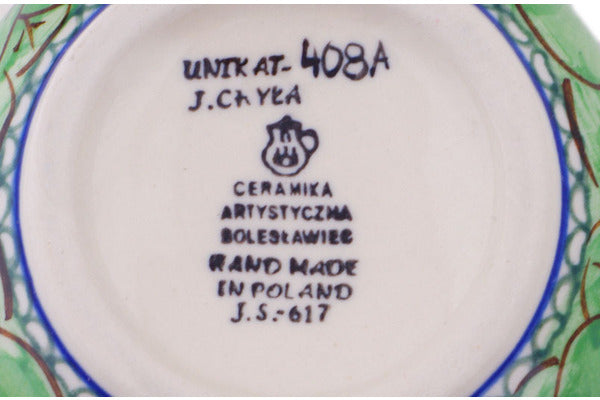 UNIKAT-408A
J.CHYŁA
CERAMIKA
ARTYSTYCZNA
BOLESŁAWIEC
HAND MADE
IN POLAND
J.S.-617